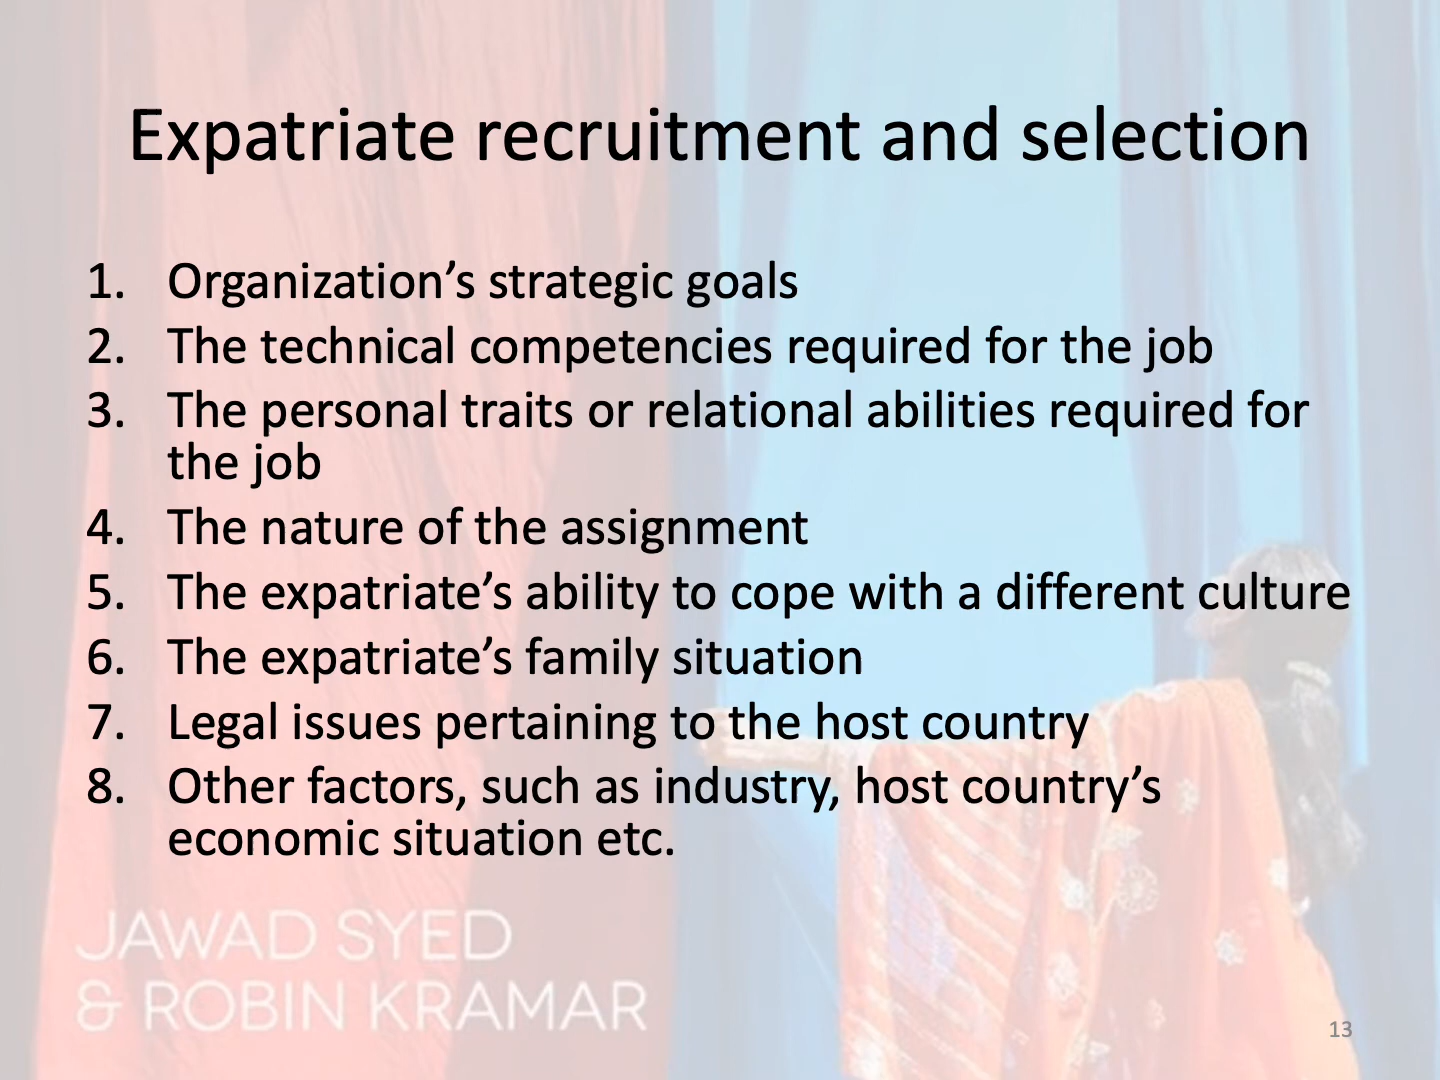 Expatriate recruitment and selection
1. Organization’s strategic goals
2. The technical competencies required for the job
3. The personal traits or relational abilities required for
the job
4. The nature of the assignment
5. The expatriate’s ability to cope with a different culture
6. The expatriate’s family situation
7. Legal issues pertaining to the host country
8. Other factors, such as industry, host country’s
economic situation etc.
JAWAD SYED
& ROBIN KRAMAR
13